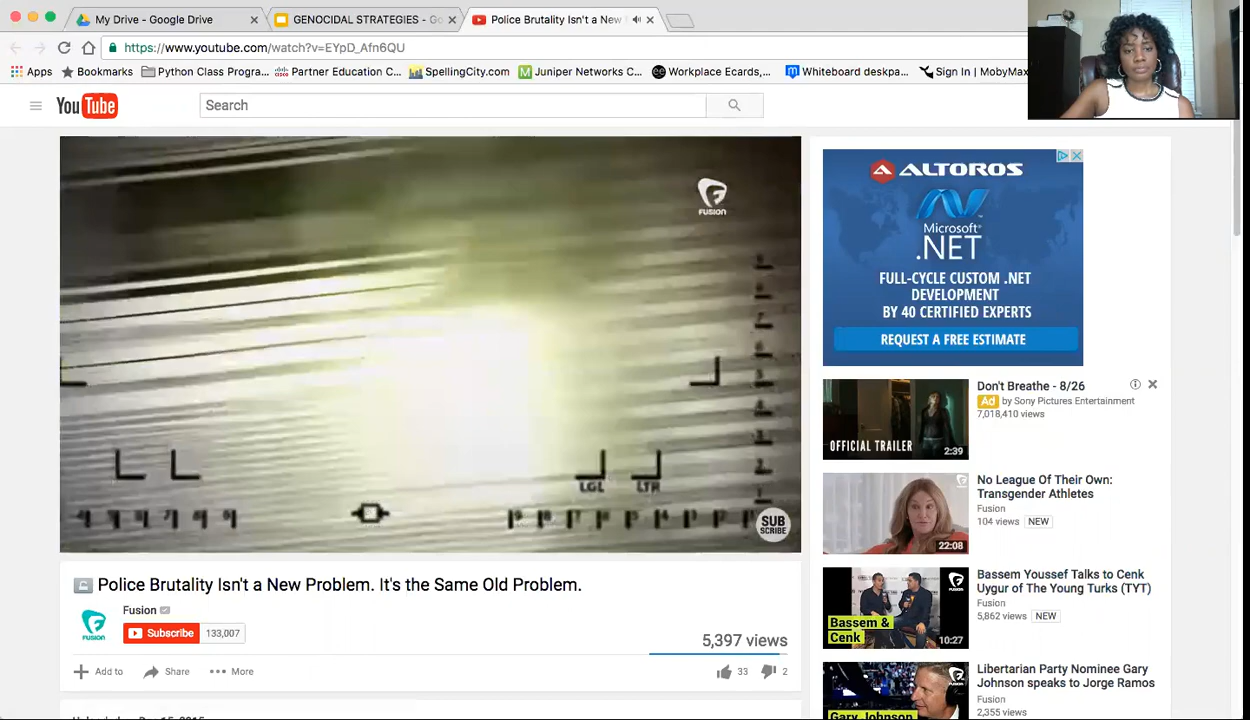 My Drive - Google Drive
GENOCIDAL STRATEGIES - Go
Police Brutality Isn't a New
https://www.youtube.com/watch?v=EYpD_Afn6QU
Apps
Bookmarks
Python Class Progra...
Partner Education C...
SpellingCity.com
Juniper Networks C...
Workplace Ecards,...
Whiteboard deskpa...
Sign In | MobyMax
YouTube
Search
FUSION
LGL
LTR
SUB
SCRIBE
ALTOROS
Microsoft®
.NET
FULL-CYCLE CUSTOM .NET
DEVELOPMENT
BY 40 CERTIFIED EXPERTS
REQUEST A FREE ESTIMATE
OFFICIAL TRAILER
2:39
Don't Breathe - 8/26
Ad by Sony Pictures Entertainment
7,018,410 views
22:08
No League Of Their Own:
Transgender Athletes
Fusion
104 views NEW
FUSION
Bassem &
Cenk
10:27
Bassem Youssef Talks to Cenk
Uygur of The Young Turks (TYT)
Fusion
5,862 views NEW
Gary Johnson
Libertarian Party Nominee Gary
Johnson speaks to Jorge Ramos
Fusion
2,355 views
Police Brutality Isn't a New Problem. It's the Same Old Problem.
FUSION
Fusion
Subscribe 133,007
5,397 views
Add to
Share
More
33
2